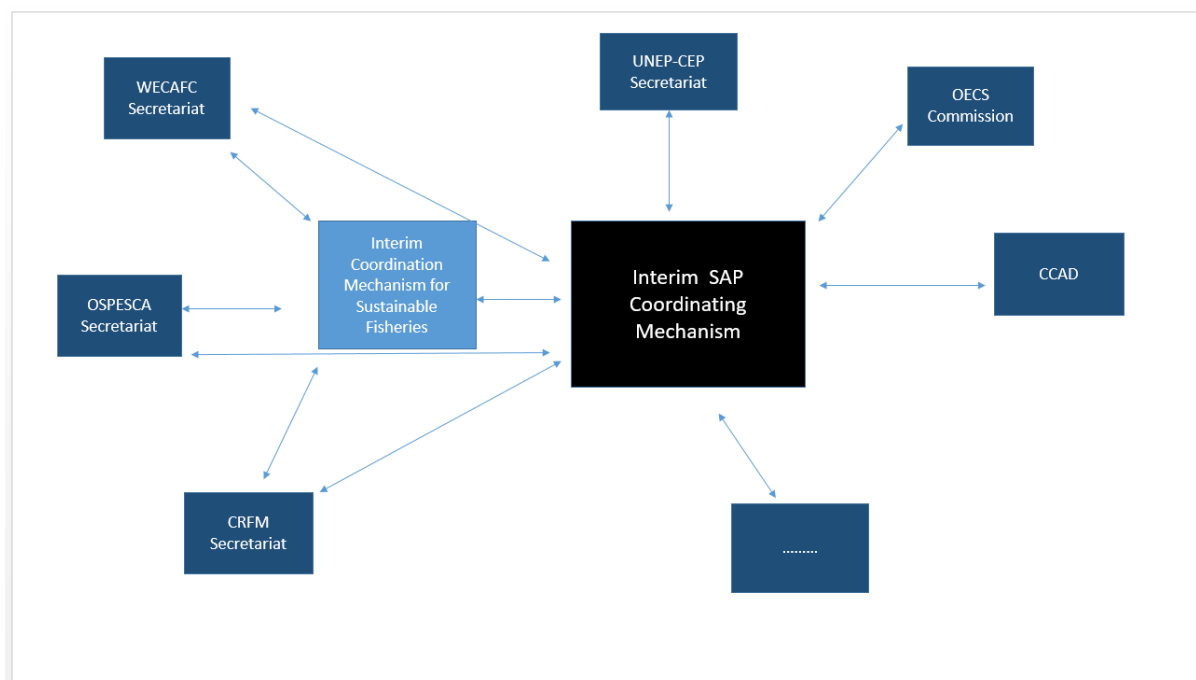 WECAFC
Secretariat
UNEP-CEP
Secretariat
OECS
Commission
Interim
Coordination
Mechanism for
Sustainable
Fisheries
Interim SAP
Coordinating
Mechanism
CCAD
OSPESCA
Secretariat
CRFM
Secretariat
.........